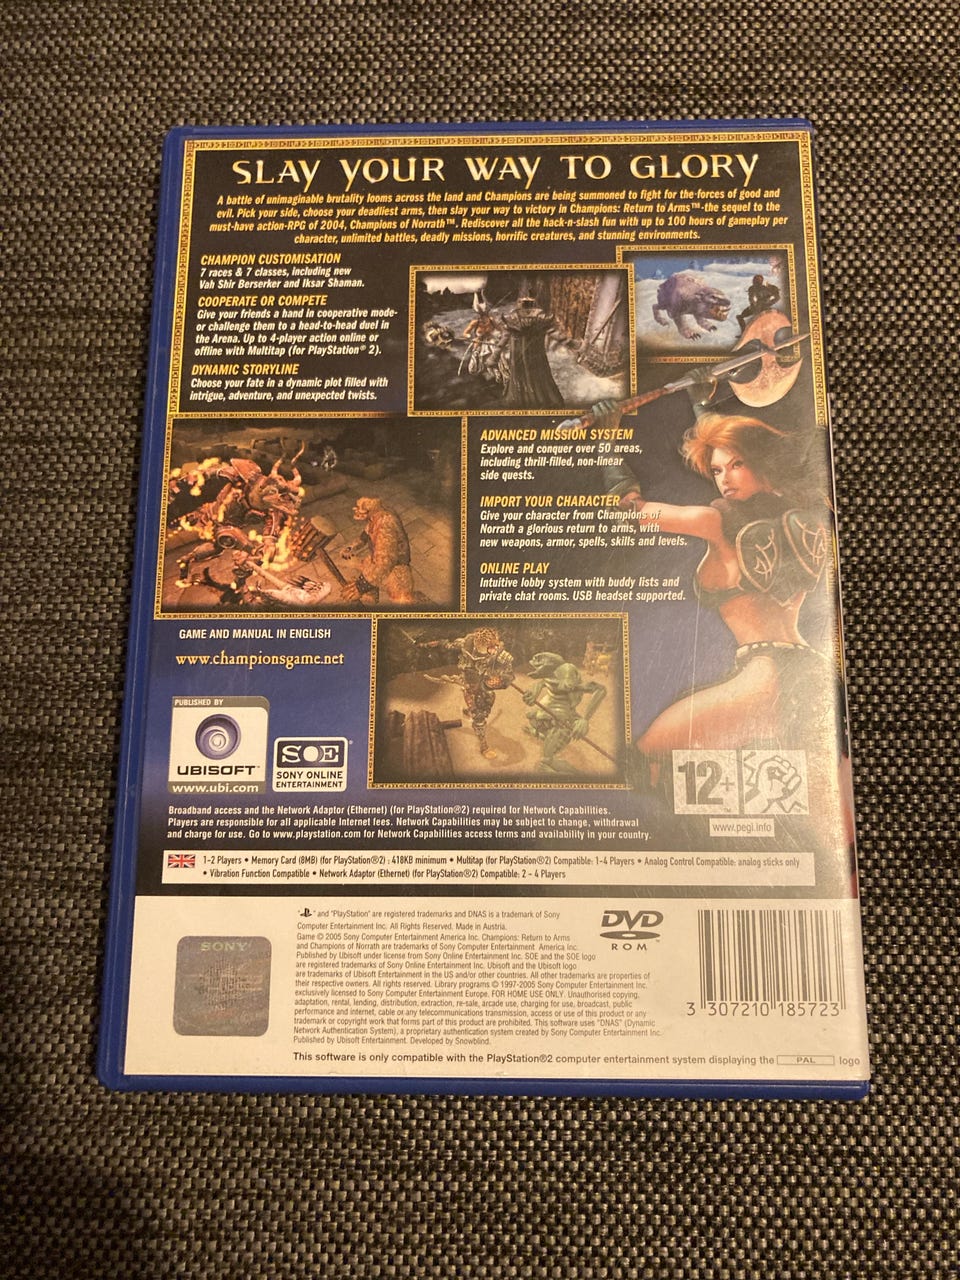 SLAY YOUR WAY TO GLORY
A battle of unimaginable brutality looms across the land and Champions are being summoned to fight for the forces of good and
evil. Pick your side, choose your deadliest arms, then slay your way to victory in Champions: Return to Arms™-the sequel to the
must-have action-RPG of 2004, Champions of Norrath™. Rediscover all the hack-n-slash fun with up to 100 hours of gameplay per
character, unlimited battles, deadly missions, horrific creatures, and stunning environments.
CHAMPION CUSTOMISATION
7 races & 7 classes, including new
Vah Shir Berserker and Iksar Shaman.
COOPERATE OR COMPETE
Give your friends a hand in cooperative mode-
or challenge them to a head-to-head duel in
the Arena. Up to 4-player action online or
offline with Multitap (for PlayStation® 2).
DYNAMIC STORYLINE
Choose your fate in a dynamic plot filled with
intrigue, adventure, and unexpected twists.
ADVANCED MISSION SYSTEM
Explore and conquer over 50 areas,
including thrill-filled, non-linear
side quests.
IMPORT YOUR CHARACTER
Give your character from Champions of
Norrath a glorious return to arms, with
new weapons, armor, spells, skills and levels.
ONLINE PLAY
Intuitive lobby system with buddy lists and
private chat rooms. USB headset supported.
GAME AND MANUAL IN ENGLISH
www.championsgame.net
PUBLISHED BY
UBISOFT™
www.ubi.com
SOE®
SONY ONLINE
ENTERTAINMENT
12+
www.pegi.info
Broadband access and the Network Adaptor (Ethernet) (for PlayStation®2) required for Network Capabilities.
Players are responsible for all applicable Internet fees. Network Capabilities may be subject to change, withdrawal
and charge for use. Go to www.playstation.com for Network Capabilities access terms and availability in your country.
1-2 Players • Memory Card (8MB) (for PlayStation®2) : 418KB minimum • Multitap (for PlayStation®2) Compatible: 1-4 Players • Analog Control Compatible: analog sticks only
• Vibration Function Compatible • Network Adaptor (Ethernet) (for PlayStation®2) Compatible: 2 - 4 Players
SONY
" " and "PlayStation" are registered trademarks and DNAS is a trademark of Sony
Computer Entertainment Inc. All Rights Reserved. Made in Austria.
Game © 2005 Sony Computer Entertainment America Inc. Champions: Return to Arms
and Champions of Norrath are trademarks of Sony Computer Entertainment America Inc.
Published by Ubisoft under license from Sony Online Entertainment Inc. SOE and the SOE logo
are registered trademarks of Sony Online Entertainment Inc. Ubisoft and the Ubisoft logo
are trademarks of Ubisoft Entertainment in the US and/or other countries. All other trademarks are properties of
their respective owners. All rights reserved. Library programs © 1997-2005 Sony Computer Entertainment Inc.
exclusively licensed to Sony Computer Entertainment Europe. FOR HOME USE ONLY. Unauthorised copying,
adaptation, rental, lending, distribution, extraction, re-sale, arcade use, charging for use, broadcast, public
performance and internet, cable or any telecommunications transmission, access or use of this product or any
trademark or copyright work that forms part of this product are prohibited. This software uses "DNAS" (Dynamic
Network Authentication System), a proprietary authentication system created by Sony Computer Entertainment Inc.
Published by Ubisoft Entertainment. Developed by Snowblind.
DVD
ROM™
3 307210 185723
This software is only compatible with the PlayStation®2 computer entertainment system displaying the PAL logo